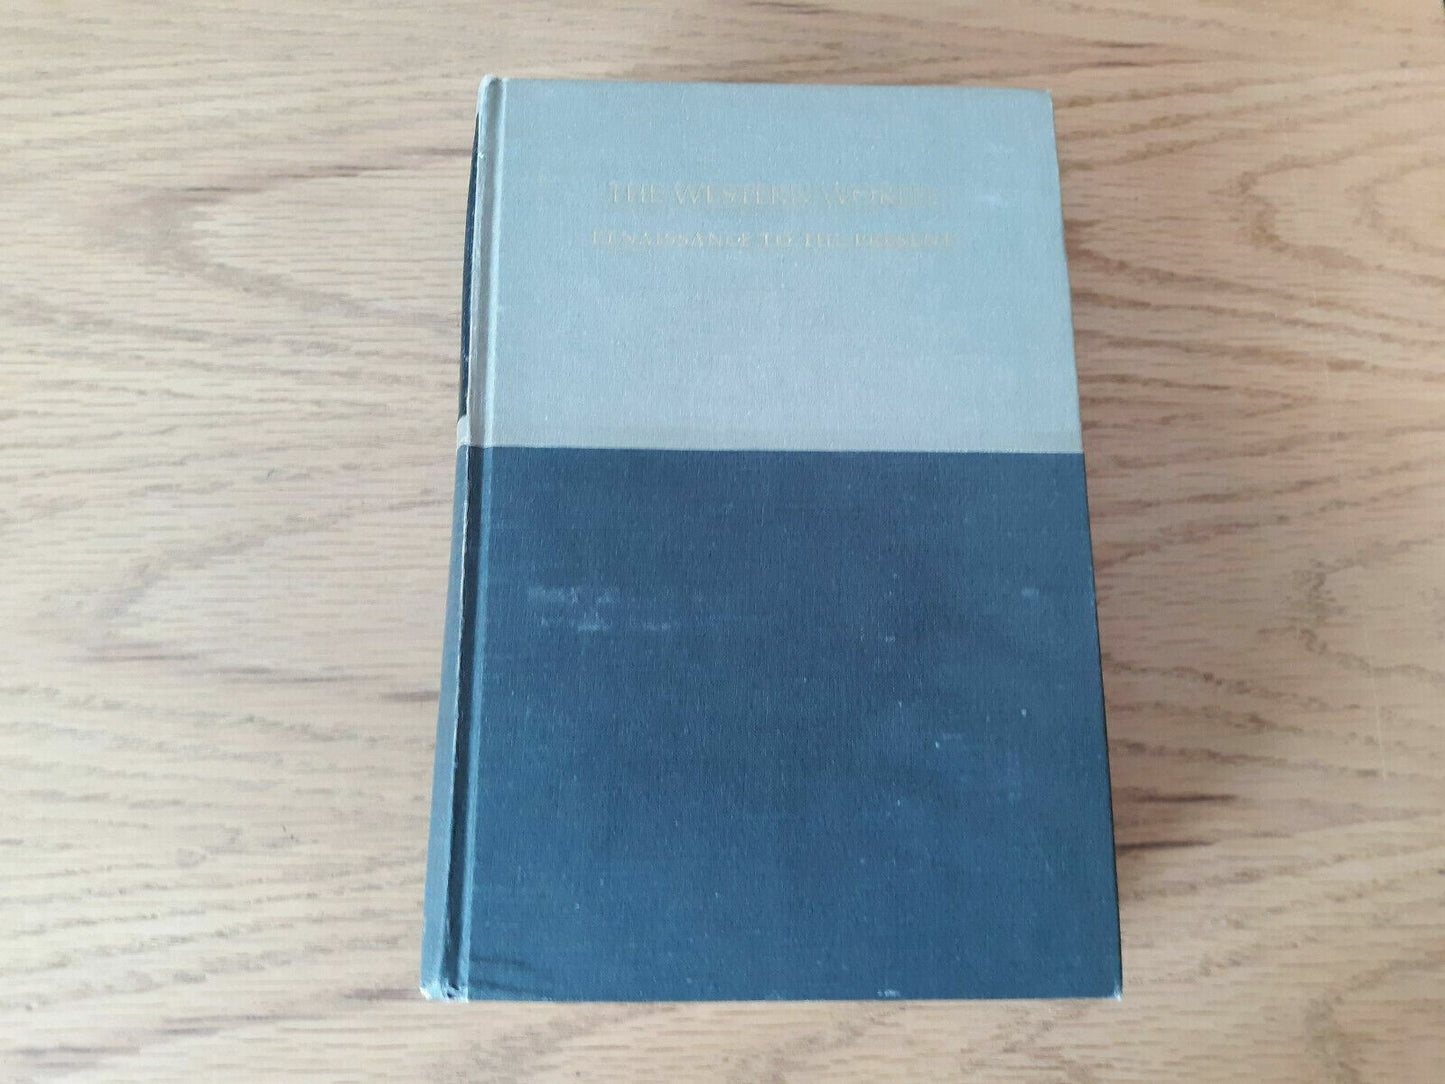 THE WESTERN WORLD
RENAISSANCE TO THE PRESENT